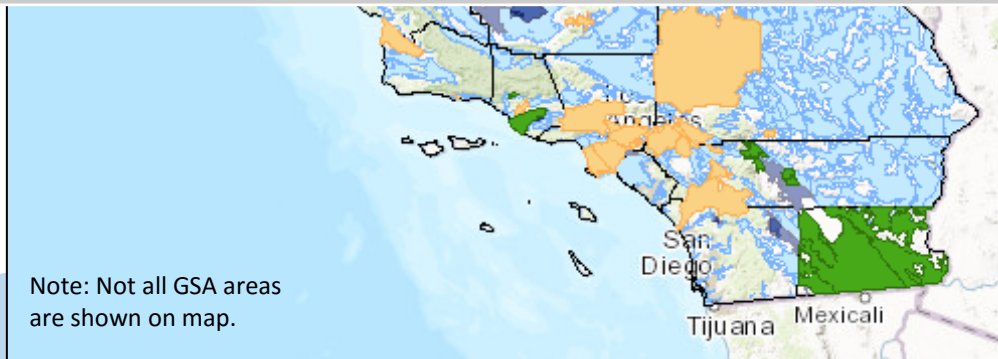 Angeles
San
Diego
Tijuana
Mexicali
Note: Not all GSA areas
are shown on map.